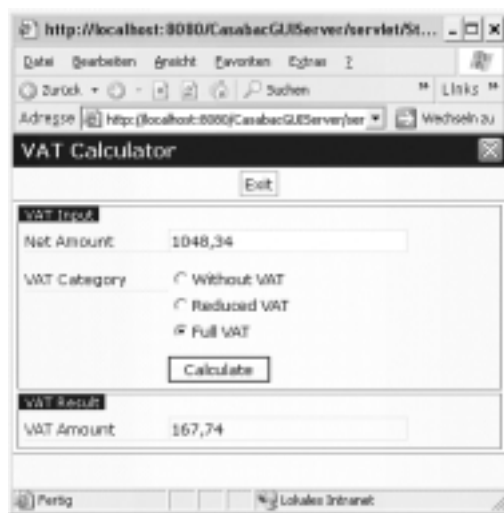 http://localhost:8080/CasabacGUIServer/servlet/St...
Datei Bearbeiten Ansicht Favoriten Extras ?
Zurück Suchen Links
Adresse http://localhost:8080/CasabacGUIServer/ser Wechseln zu
VAT Calculator
Exit
VAT Input
Net Amount 1048,34
VAT Category Without VAT
Reduced VAT
Full VAT
Calculate
VAT Result
VAT Amount 167,74
Fertig Lokales Intranet